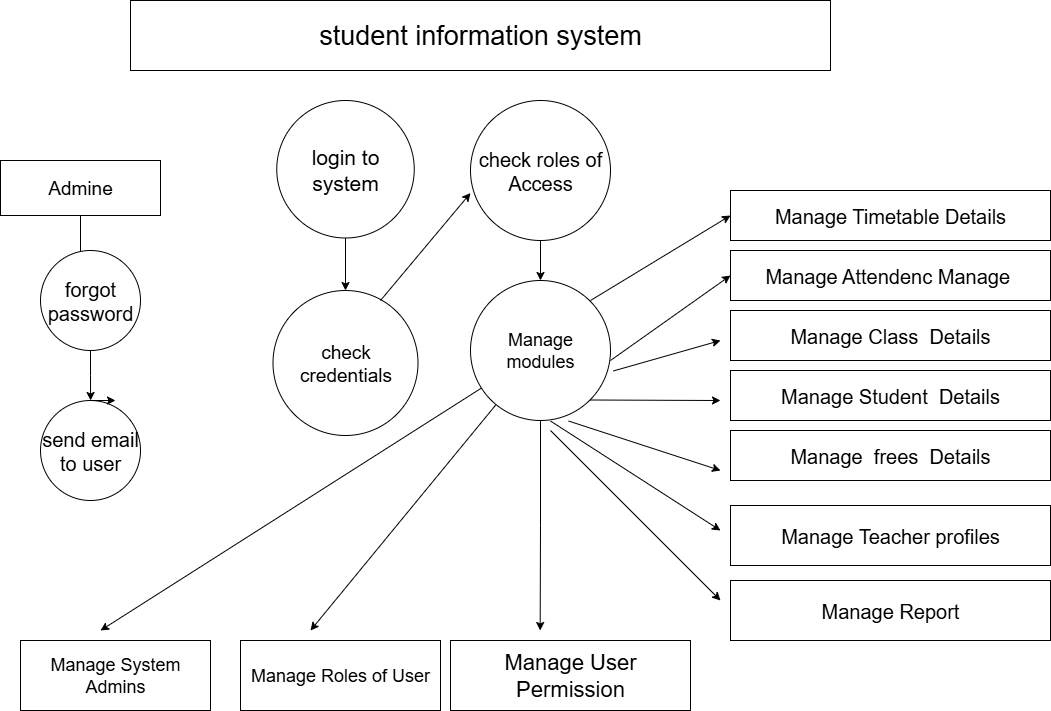 student information system
login to
system
check roles of
Access
Admine
forgot
password
send email
to user
check
credentials
Manage
modules
Manage Timetable Details
Manage Attendenc Manage
Manage Class Details
Manage Student Details
Manage frees Details
Manage Teacher profiles
Manage Report
Manage System
Admins
Manage Roles of User
Manage User
Permission